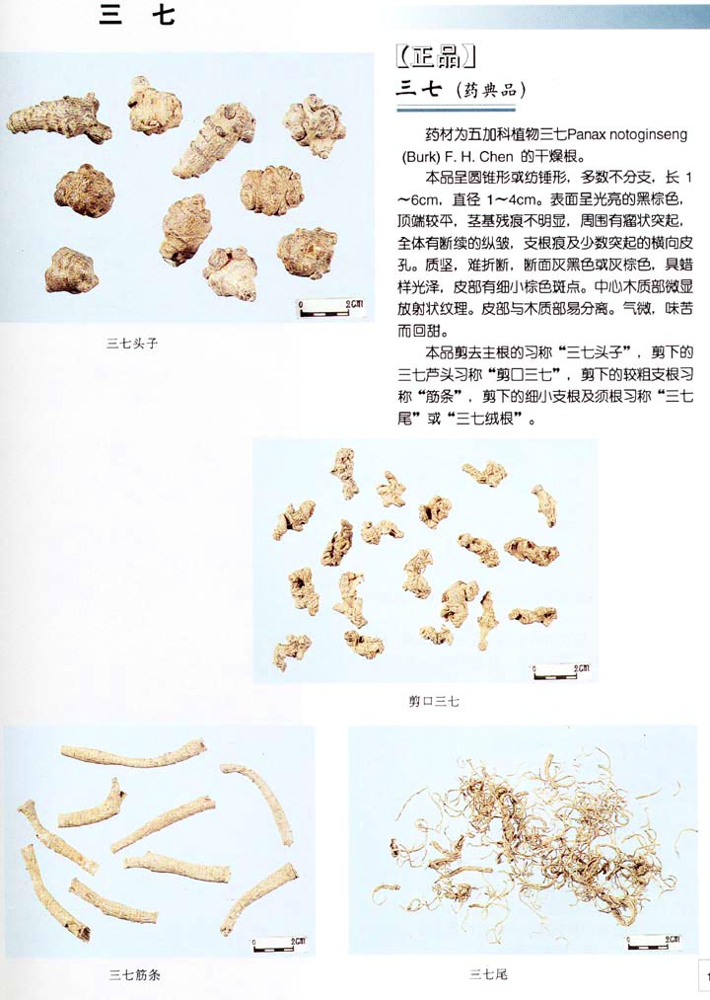 三 七
【正品】
三七（药典品）
药材为五加科植物三七Panax notoginseng
(Burk) F. H. Chen 的干燥根。
本品呈圆锥形或纺锤形，多数不分支，长 1
～6cm，直径 1～4cm。表面呈光亮的黑棕色，
顶端较平，茎基残痕不明显，周围有瘤状突起，
全体有断续的纵皱，支根痕及少数突起的横向皮
孔。质坚，难折断，断面灰黑色或灰棕色，具蜡
样光泽，皮部有细小棕色斑点。中心木质部微显
放射状纹理。皮部与木质部易分离。气微，味苦
而回甜。
本品剪去主根的习称“三七头子”，剪下的
三七芦头习称“剪口三七”，剪下的较粗支根习
称“筋条”，剪下的细小支根及须根习称“三七
尾”或“三七绒根”。
0 2cm
三七头子
0 2cm
剪口三七
0 2cm
0 2cm
三七筋条
三七尾